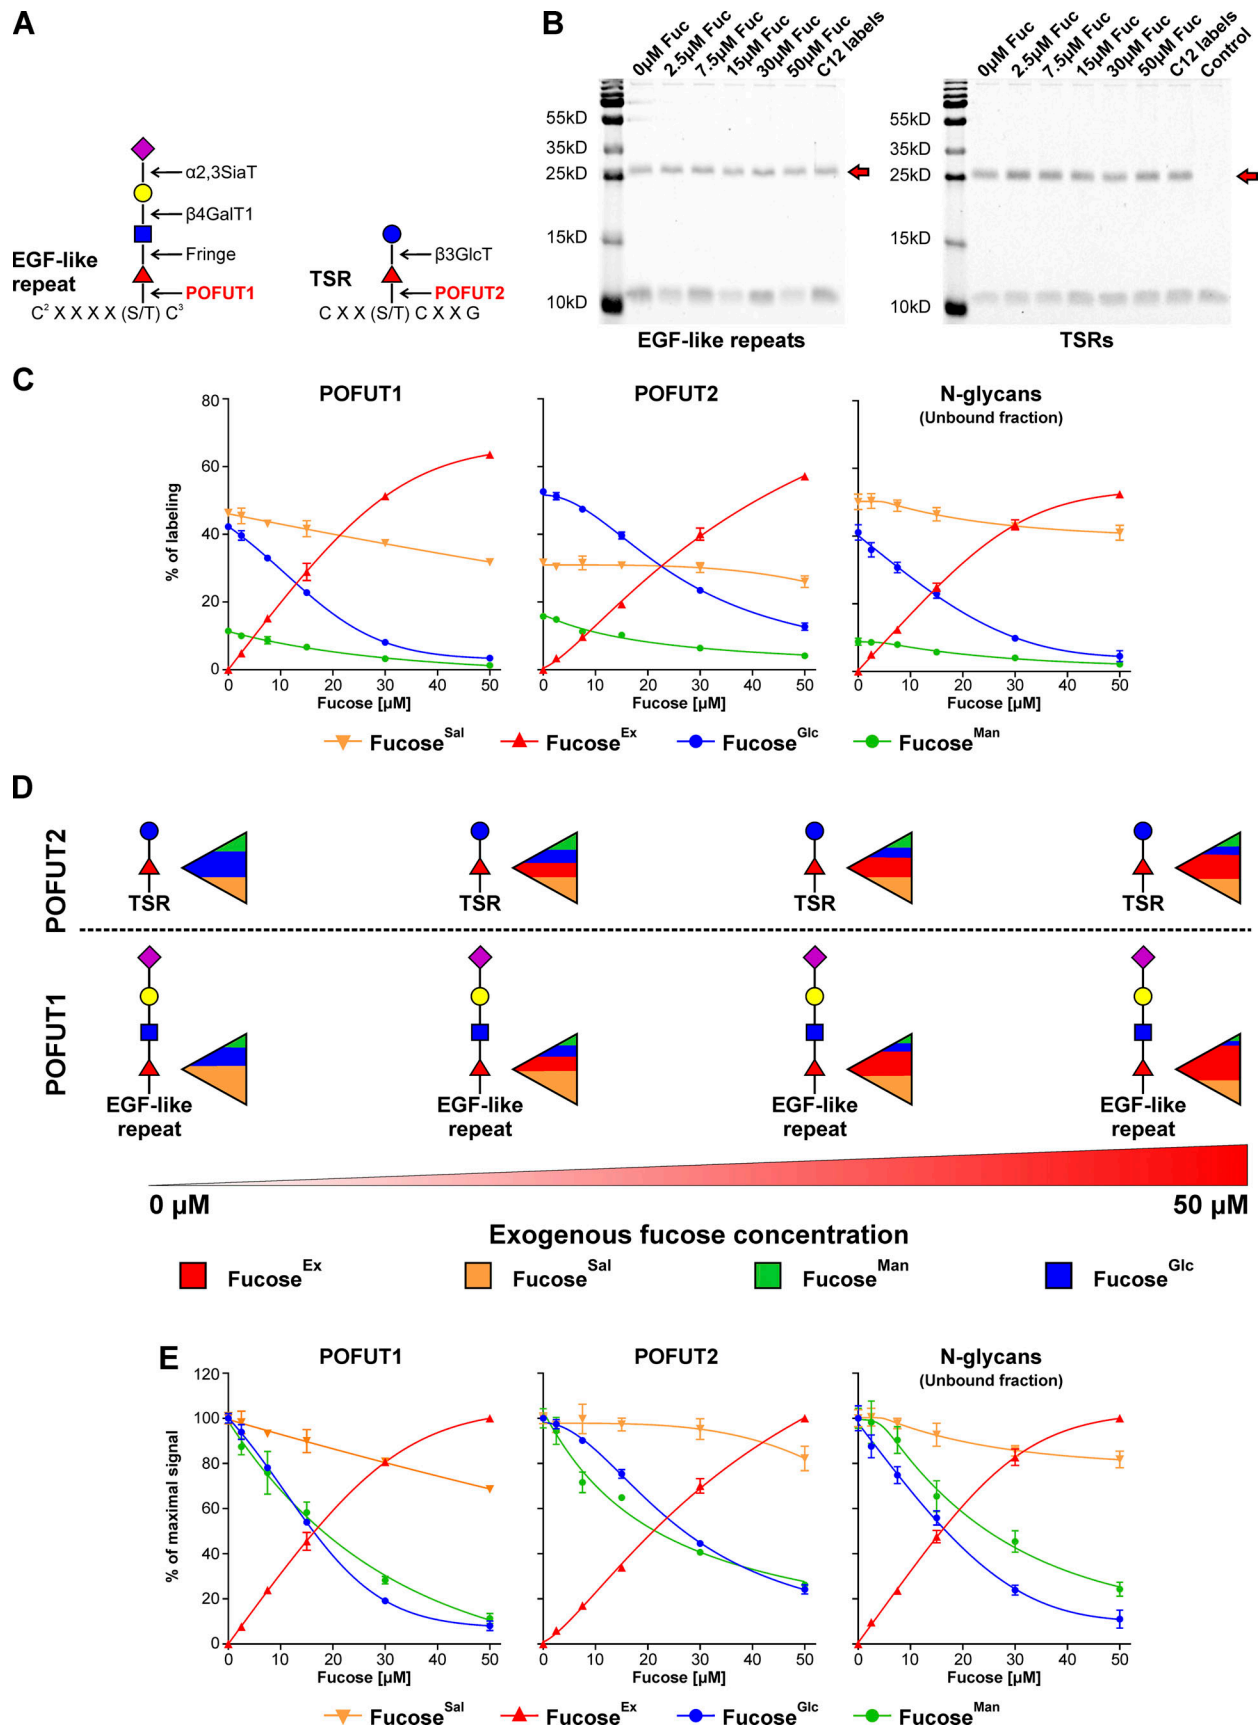 A
α2,3SiaT
β4GalT1
Fringe
EGF-like
repeat
POFUT1
C² X X X X (S/T) C³
β3GlcT
TSR
POFUT2
C X X (S/T) C X X G
B
0µM Fuc
2.5µM Fuc
7.5µM Fuc
15µM Fuc
30µM Fuc
50µM Fuc
C12 labels
55kD
35kD
25kD
15kD
10kD
EGF-like repeats
0µM Fuc
2.5µM Fuc
7.5µM Fuc
15µM Fuc
30µM Fuc
50µM Fuc
C12 labels
Control
55kD
35kD
25kD
15kD
10kD
TSRs
C
POFUT1
POFUT2
N-glycans
(Unbound fraction)
% of labeling
80
60
40
20
0
0 10 20 30 40 50
0 10 20 30 40 50
0 10 20 30 40 50
Fucose [µM]
Fucose [µM]
Fucose [µM]
Fucose^Sal
Fucose^Ex
Fucose^Glc
Fucose^Man
D
POFUT2
TSR
TSR
TSR
TSR
POFUT1
EGF-like
repeat
EGF-like
repeat
EGF-like
repeat
EGF-like
repeat
0 µM
50 µM
Exogenous fucose concentration
Fucose^Ex
Fucose^Sal
Fucose^Man
Fucose^Glc
E
POFUT1
POFUT2
N-glycans
(Unbound fraction)
% of maximal signal
120
100
80
60
40
20
0
0 10 20 30 40 50
0 10 20 30 40 50
0 10 20 30 40 50
Fucose [µM]
Fucose [µM]
Fucose [µM]
Fucose^Sal
Fucose^Ex
Fucose^Glc
Fucose^Man